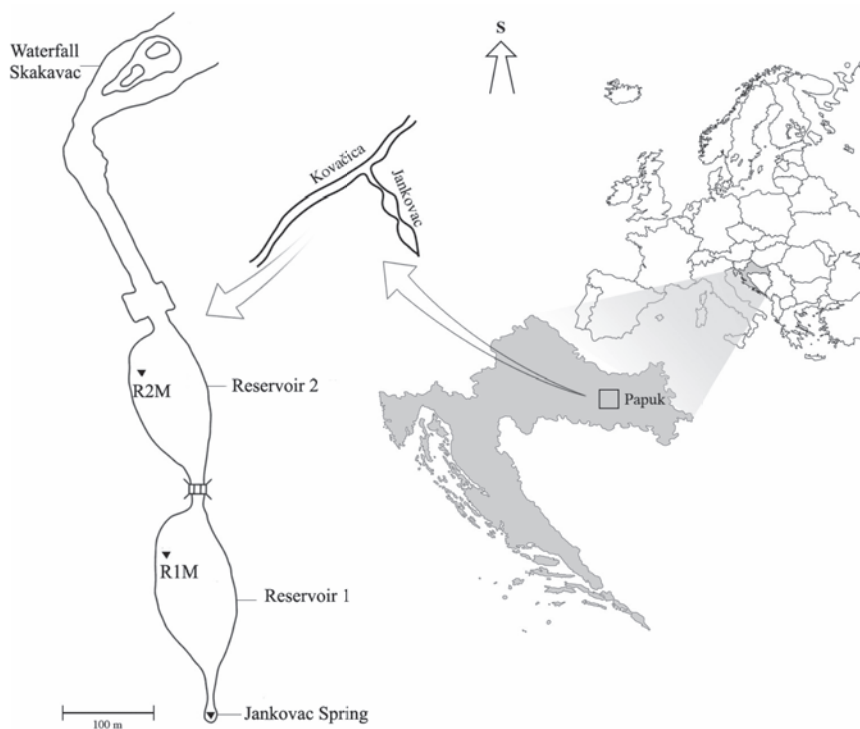 Waterfall
Skakavac
S
Kovačica
Jankovac
R2M
Reservoir 2
Papuk
R1M
Reservoir 1
Jankovac Spring
100 m